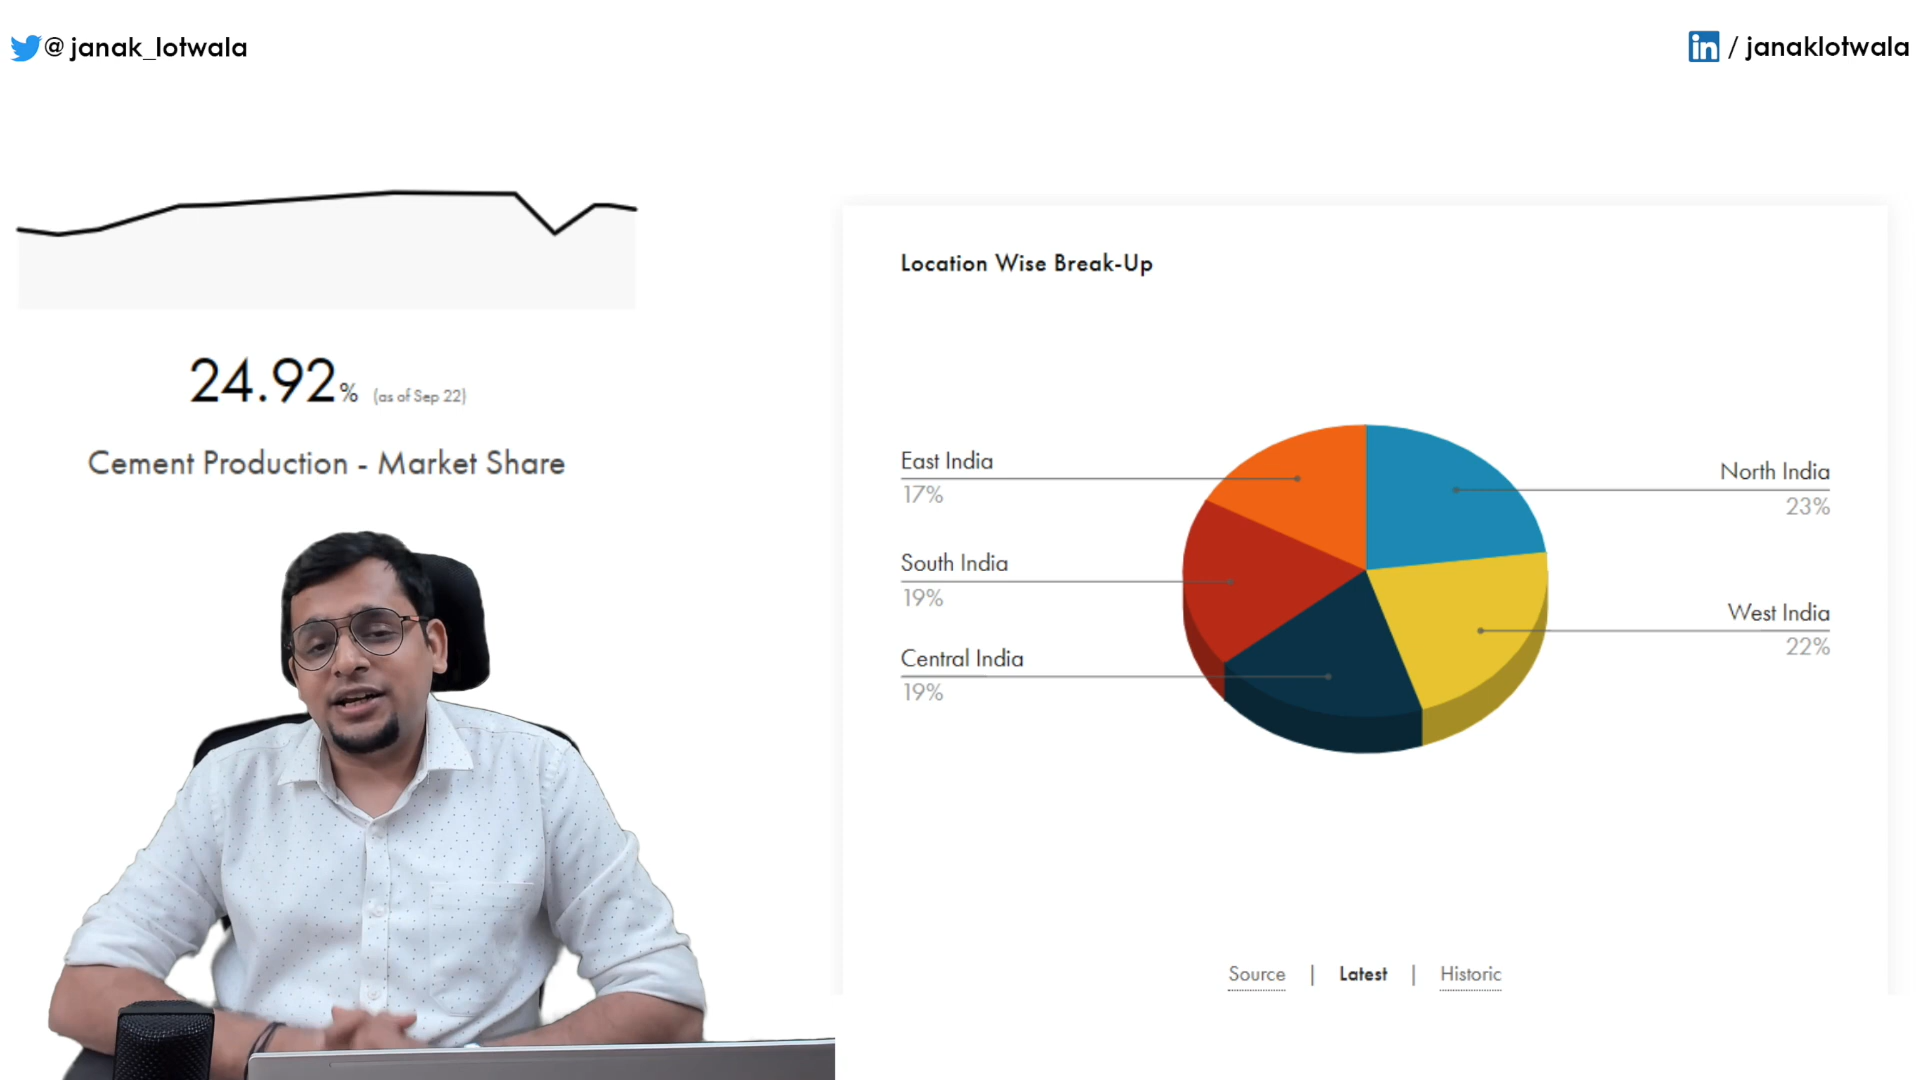 @ janak_lotwala
in / janaklotwala
24.92% (as of Sep 22)
Cement Production - Market Share
Location Wise Break-Up
East India
17%
South India
19%
Central India
19%
North India
23%
West India
22%
Source | Latest | Historic